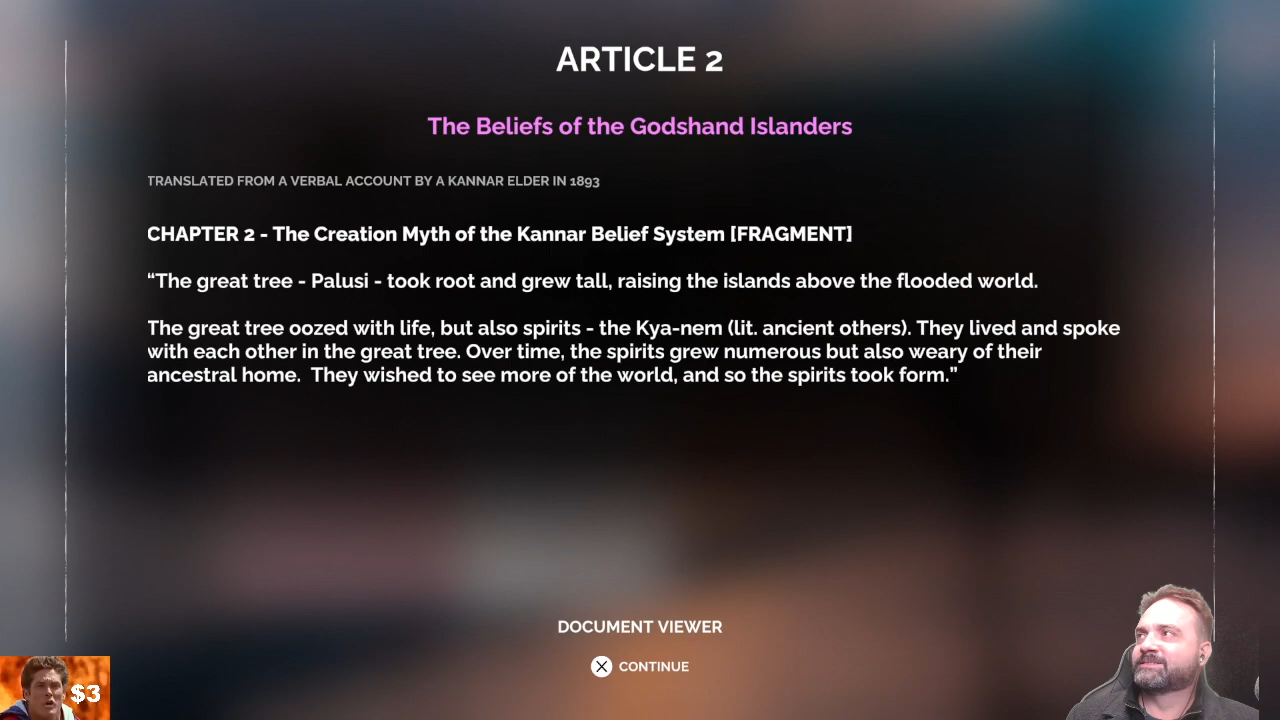 ARTICLE 2
The Beliefs of the Godshand Islanders
TRANSLATED FROM A VERBAL ACCOUNT BY A KANNAR ELDER IN 1893
CHAPTER 2 - The Creation Myth of the Kannar Belief System [FRAGMENT]
“The great tree - Palusi - took root and grew tall, raising the islands above the flooded world.
The great tree oozed with life, but also spirits - the Kya-nem (lit. ancient others). They lived and spoke
with each other in the great tree. Over time, the spirits grew numerous but also weary of their
ancestral home.  They wished to see more of the world, and so the spirits took form.”
DOCUMENT VIEWER
CONTINUE
$3